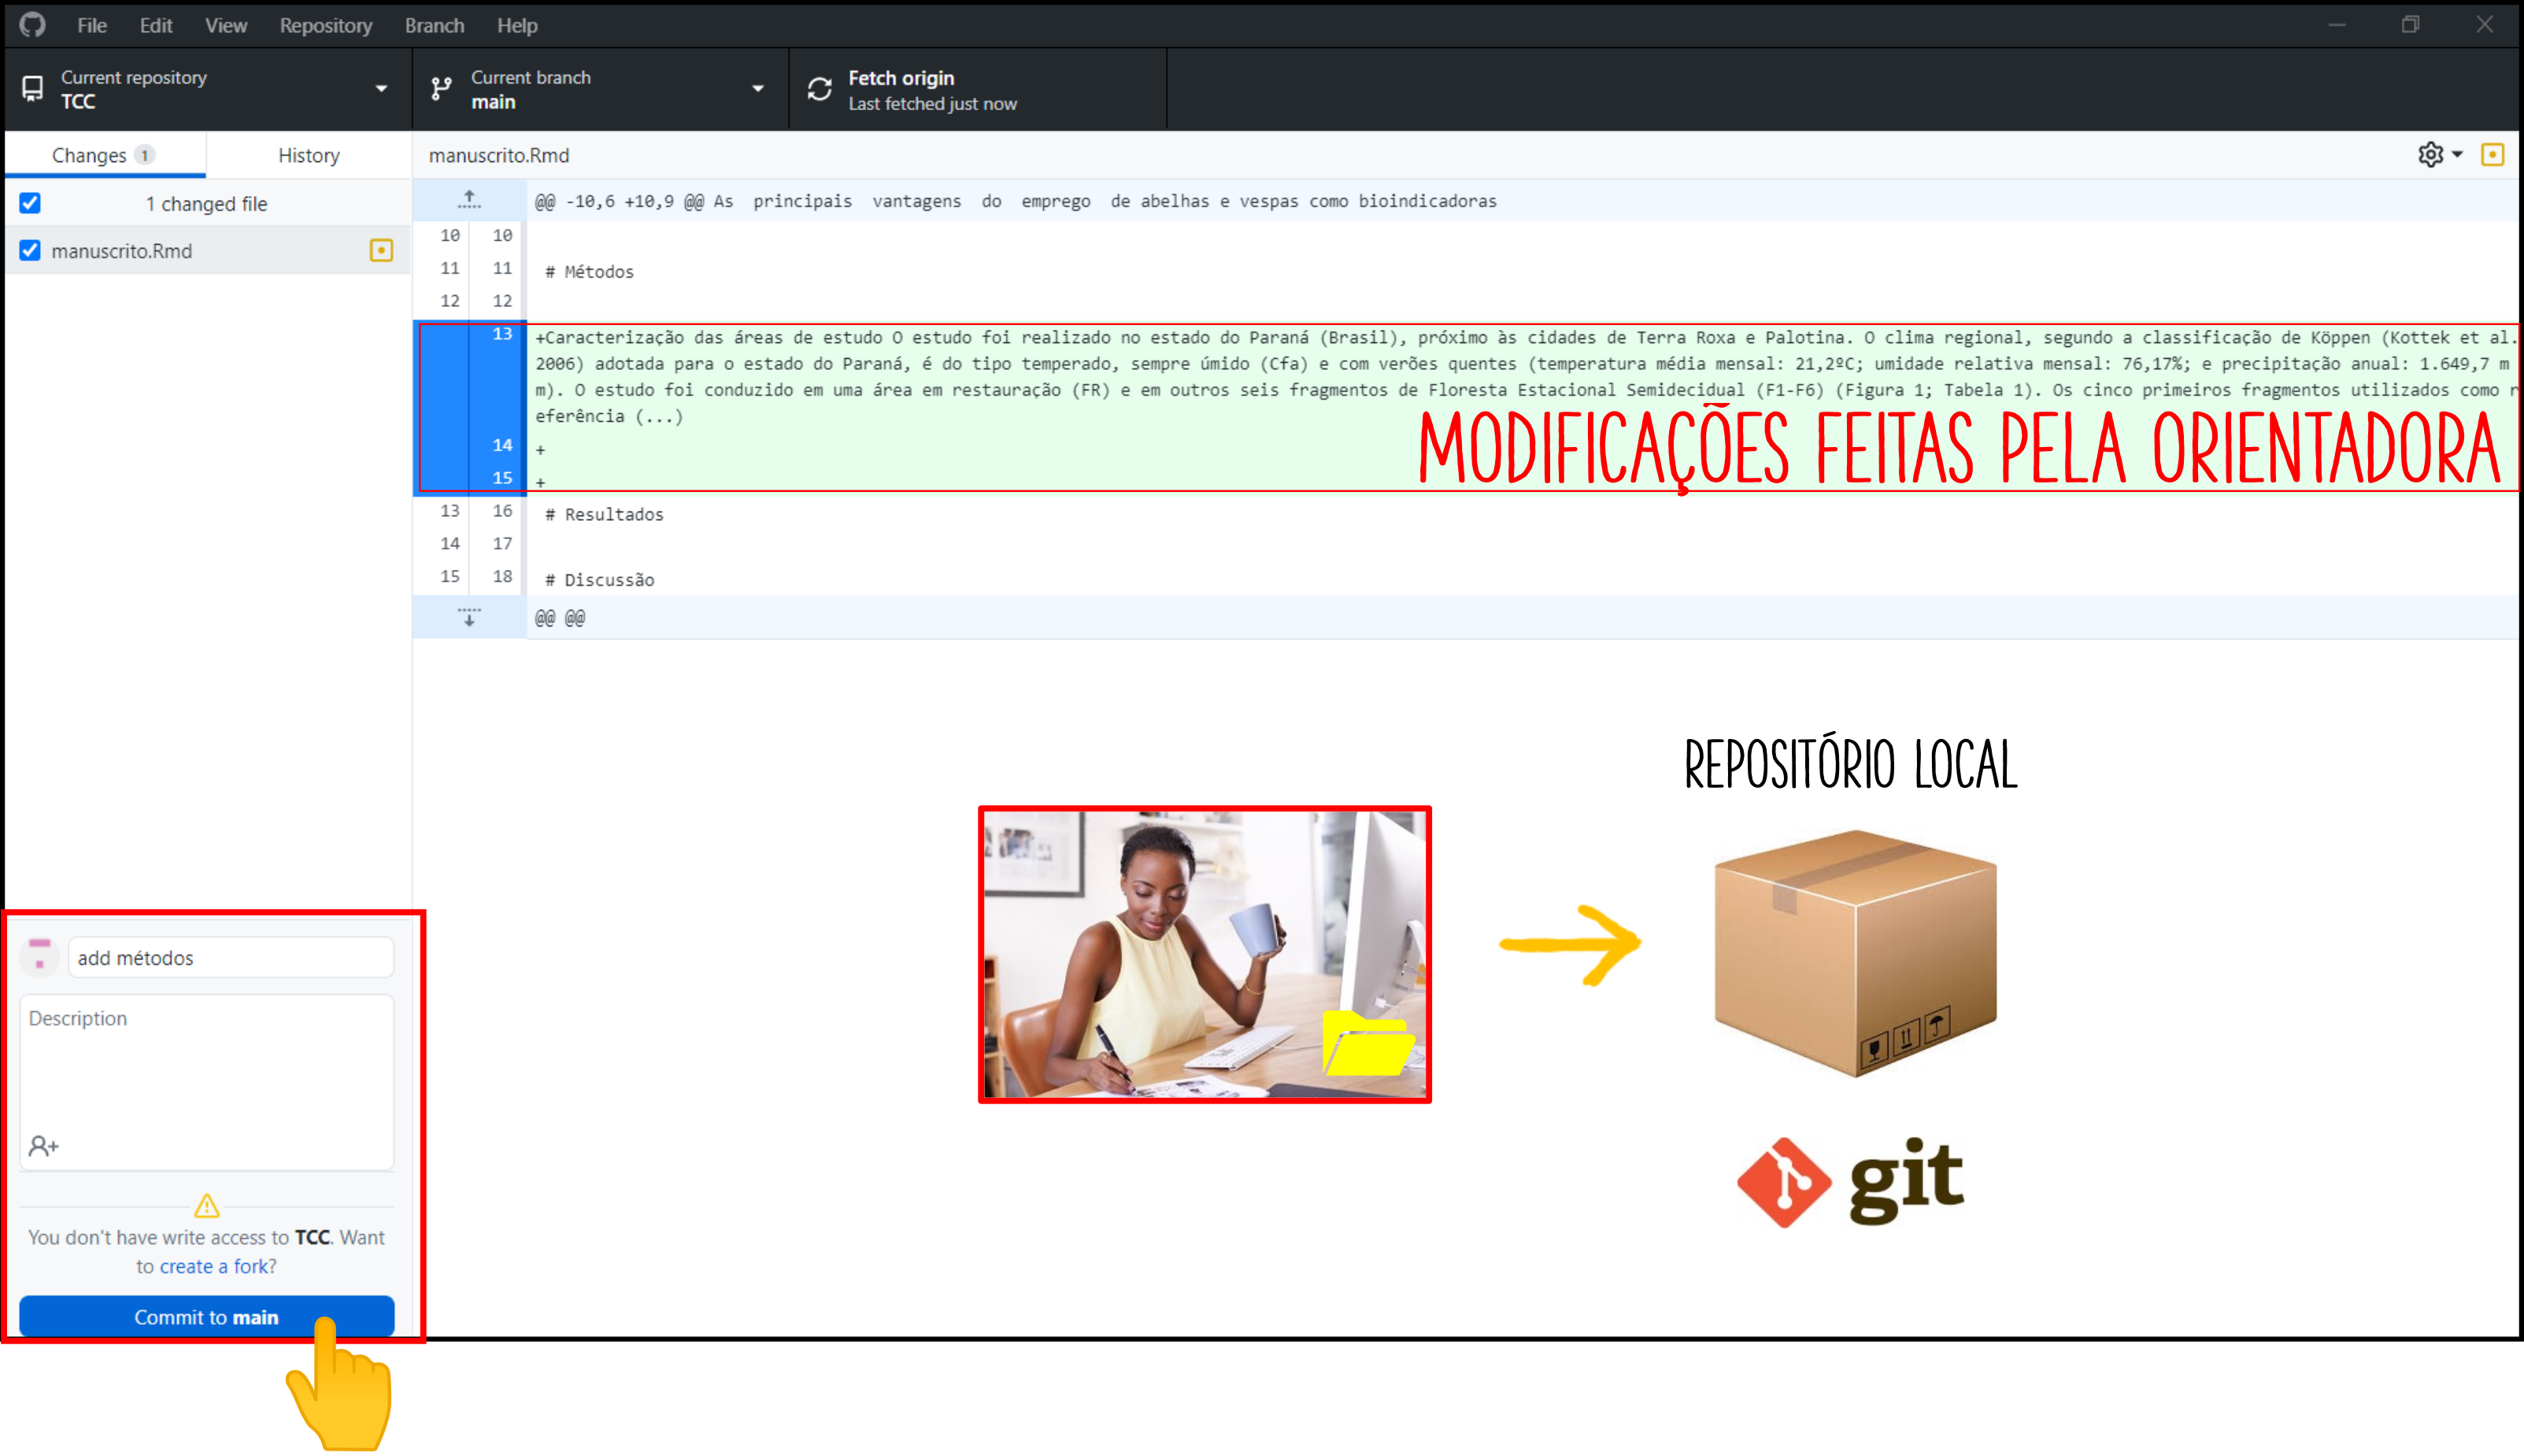 File Edit View Repository Branch Help
Current repository
TCC
Current branch
main
Fetch origin
Last fetched just now
Changes 1
History
manuscrito.Rmd
1 changed file
manuscrito.Rmd
@@ -10,6 +10,9 @@ As principais vantagens do emprego de abelhas e vespas como bioindicadoras
10 10
11 11 # Métodos
12 12
13 +Caracterização das áreas de estudo O estudo foi realizado no estado do Paraná (Brasil), próximo às cidades de Terra Roxa e Palotina. O clima regional, segundo a classificação de Köppen (Kottek et al.
2006) adotada para o estado do Paraná, é do tipo temperado, sempre úmido (Cfa) e com verões quentes (temperatura média mensal: 21,2ºC; umidade relativa mensal: 76,17%; e precipitação anual: 1.649,7 m
m). O estudo foi conduzido em uma área em restauração (FR) e em outros seis fragmentos de Floresta Estacional Semidecidual (F1-F6) (Figura 1; Tabela 1). Os cinco primeiros fragmentos utilizados como r
eferência (...)
MODIFICAÇÕES FEITAS PELA ORIENTADORA
14 +
15 +
13 16 # Resultados
14 17
15 18 # Discussão
@@ @@
REPOSITÓRIO LOCAL
git
add métodos
Description
You don't have write access to TCC. Want
to create a fork?
Commit to main